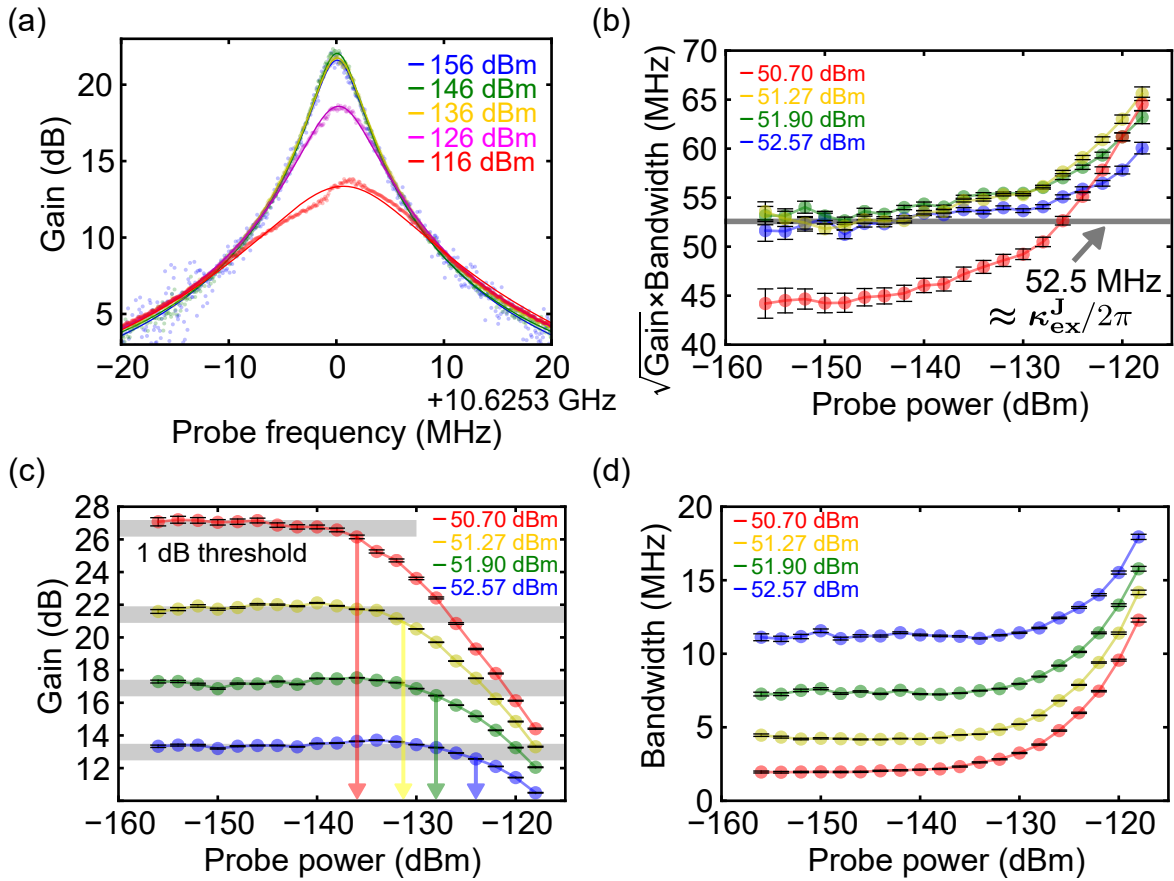 (a)
Gain (dB)
20
15
10
5
− 156 dBm
− 146 dBm
− 136 dBm
− 126 dBm
− 116 dBm
−20
−10
0
10
20
+10.6253 GHz
Probe frequency (MHz)
(b)
√Gain×Bandwidth (MHz)
70
65
60
55
50
45
40
− 50.70 dBm
− 51.27 dBm
− 51.90 dBm
− 52.57 dBm
52.5 MHz
≈ κ_ex^J/2π
−160
−150
−140
−130
−120
Probe power (dBm)
(c)
Gain (dB)
28
26
24
22
20
18
16
14
12
1 dB threshold
− 50.70 dBm
− 51.27 dBm
− 51.90 dBm
− 52.57 dBm
−160
−150
−140
−130
−120
Probe power (dBm)
(d)
Bandwidth (MHz)
20
15
10
5
0
− 50.70 dBm
− 51.27 dBm
− 51.90 dBm
− 52.57 dBm
−160
−150
−140
−130
−120
Probe power (dBm)